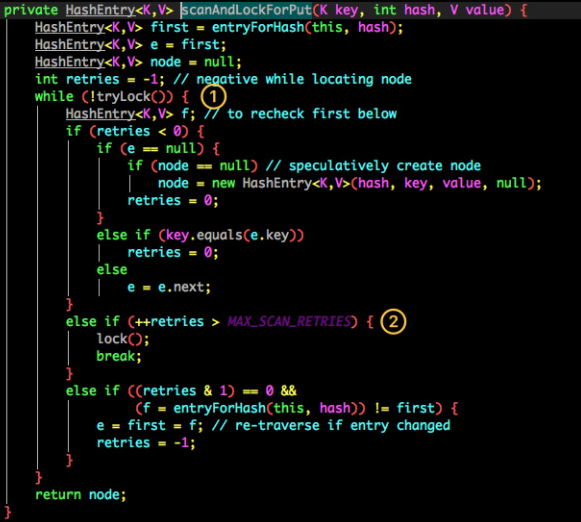 private HashEntry<K,V> scanAndLockForPut(K key, int hash, V value) {
    HashEntry<K,V> first = entryForHash(this, hash);
    HashEntry<K,V> e = first;
    HashEntry<K,V> node = null;
    int retries = -1; // negative while locating node
    while (!tryLock()) { 1
        HashEntry<K,V> f; // to recheck first below
        if (retries < 0) {
            if (e == null) {
                if (node == null) // speculatively create node
                    node = new HashEntry<K,V>(hash, key, value, null);
                retries = 0;
            }
            else if (key.equals(e.key))
                retries = 0;
            else
                e = e.next;
        }
        else if (++retries > MAX_SCAN_RETRIES) { 2
            lock();
            break;
        }
        else if ((retries & 1) == 0 &&
                 (f = entryForHash(this, hash)) != first) {
            e = first = f; // re-traverse if entry changed
            retries = -1;
        }
    }
    return node;
}